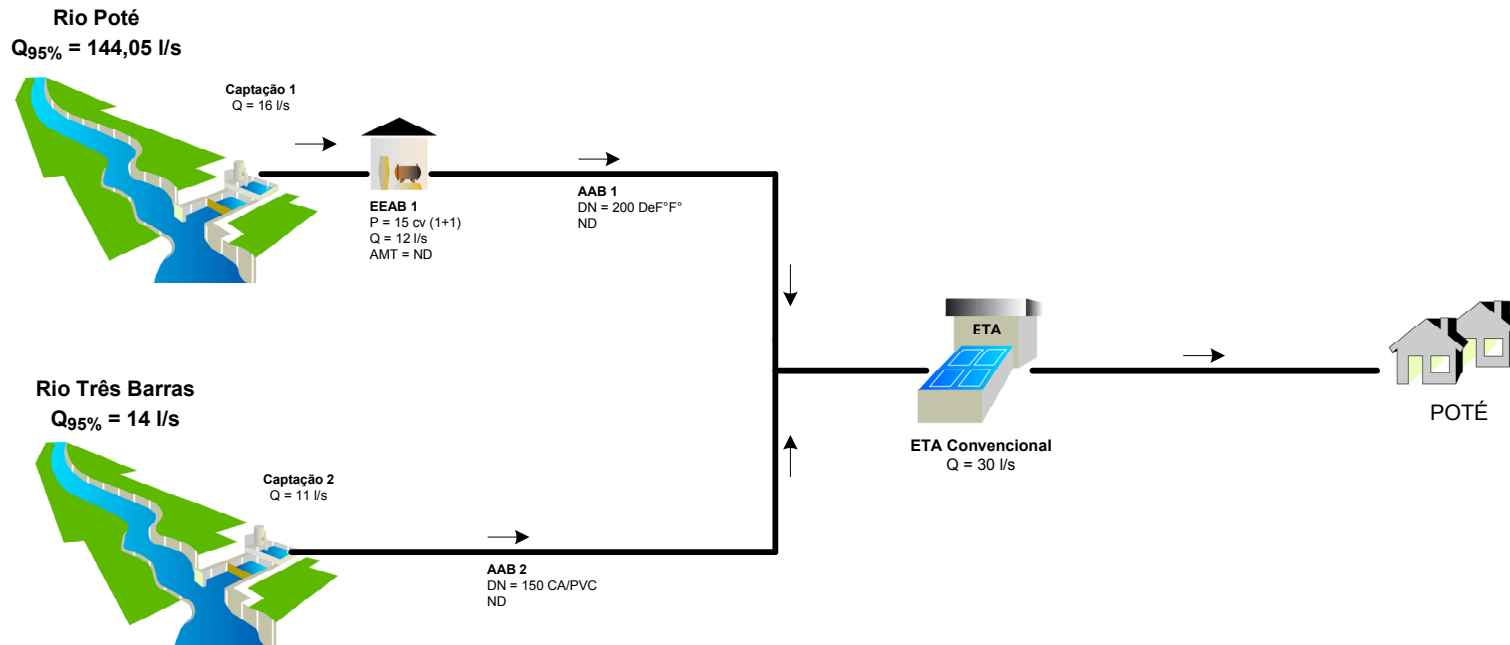 Rio Poté
Q95% = 144,05 l/s
Captação 1
Q = 16 l/s
EEAB 1
P = 15 cv (1+1)
Q = 12 l/s
AMT = ND
AAB 1
DN = 200 DeF°F°
ND
Rio Três Barras
Q95% = 14 l/s
Captação 2
Q = 11 l/s
AAB 2
DN = 150 CA/PVC
ND
ETA
ETA Convencional
Q = 30 l/s
POTÉ